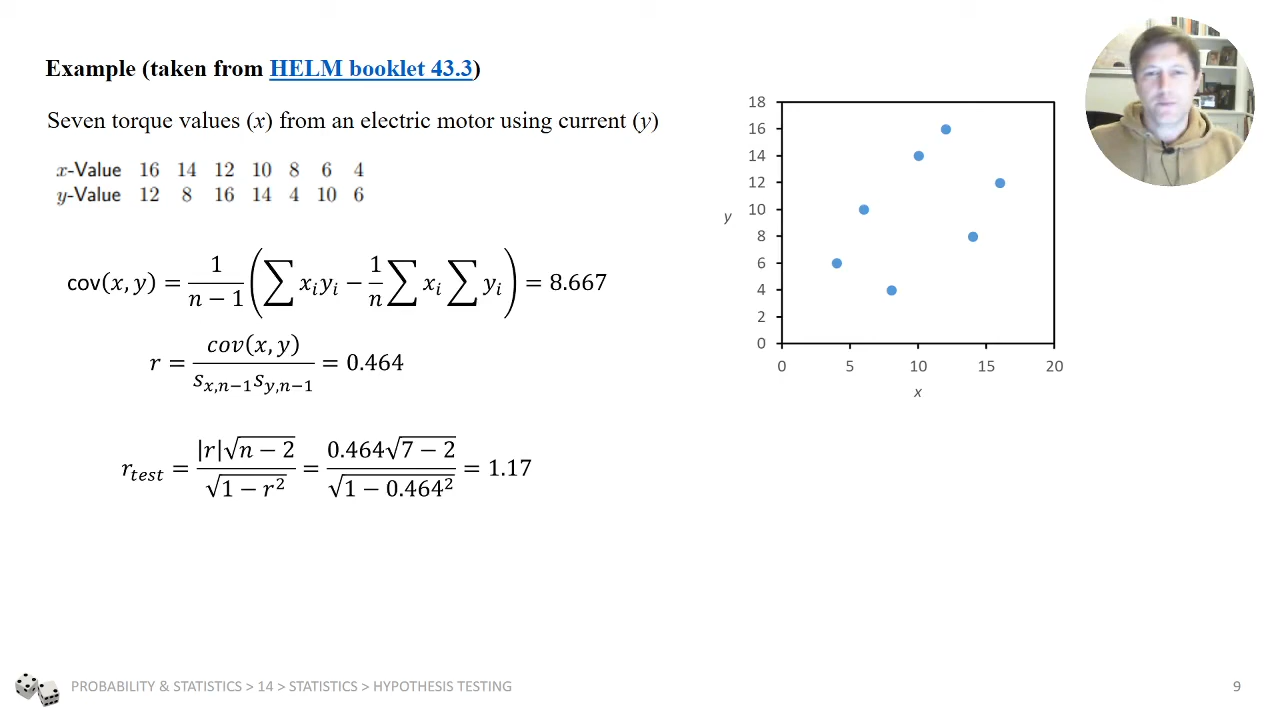 Example (taken from HELM booklet 43.3)
Seven torque values (x) from an electric motor using current (y)
x-Value 16 14 12 10 8 6 4
y-Value 12 8 16 14 4 10 6
cov(x, y) = 1/(n − 1) (∑ xᵢyᵢ − 1/n ∑ xᵢ ∑ yᵢ) = 8.667
r = cov(x, y)/(s_{x,n−1}s_{y,n−1}) = 0.464
r_{test} = |r|√(n − 2)/√(1 − r²) = 0.464√(7 − 2)/√(1 − 0.464²) = 1.17
18
16
14
12
10
8
6
4
2
0
y
0 5 10 15 20
x
PROBABILITY & STATISTICS > 14 > STATISTICS > HYPOTHESIS TESTING
9